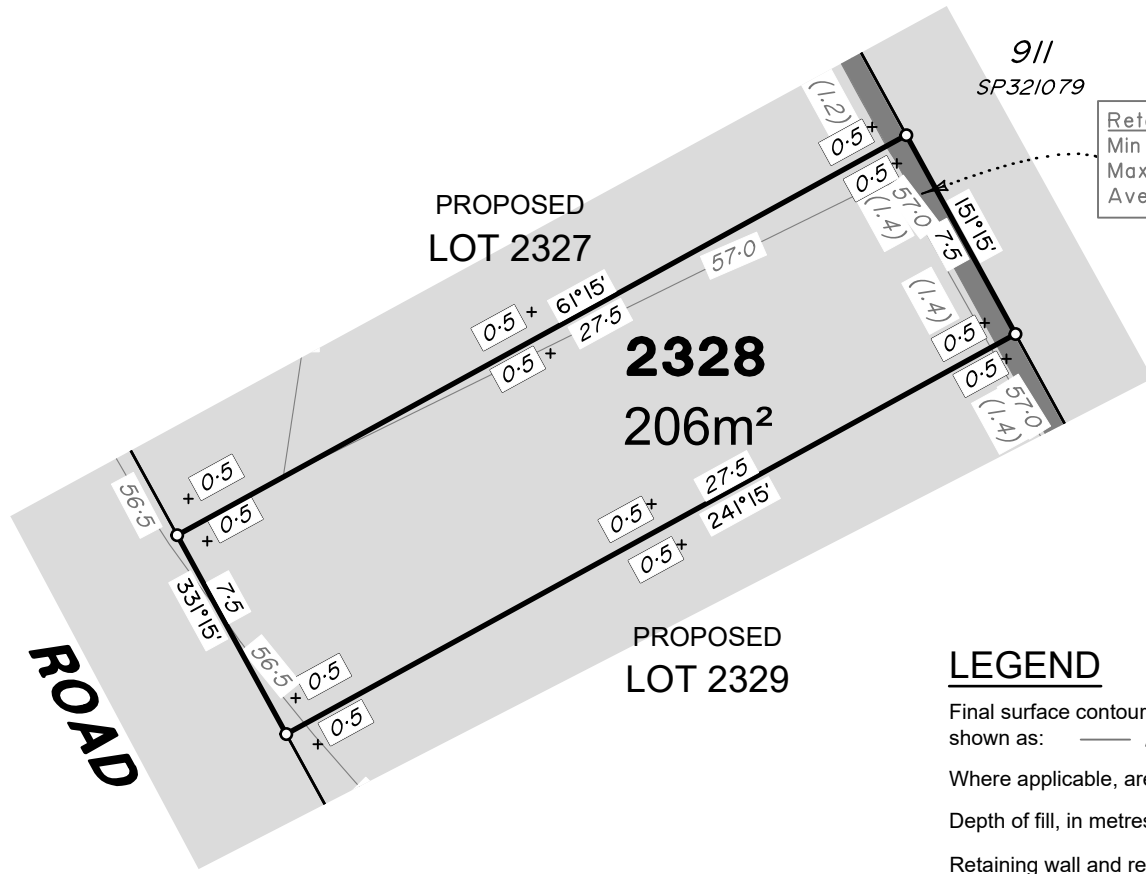 911
SP321079
Reta
Min
Max
Ave
(1.2)
0·5
0·5
57·0
(1.4)
151°15'
7·5
PROPOSED
LOT 2327
57·0
61°15'
27·5
0·5
0·5
(1.4)
0·5
0·5
57·0
(1.4)
2328
206m²
27·5
241°15'
0·5
0·5
0·5
0·5
56·5
331°15'
7·5
56·5
0·5
0·5
ROAD
PROPOSED
LOT 2329
LEGEND
Final surface contour
shown as:
Where applicable, are
Depth of fill, in metres
Retaining wall and re